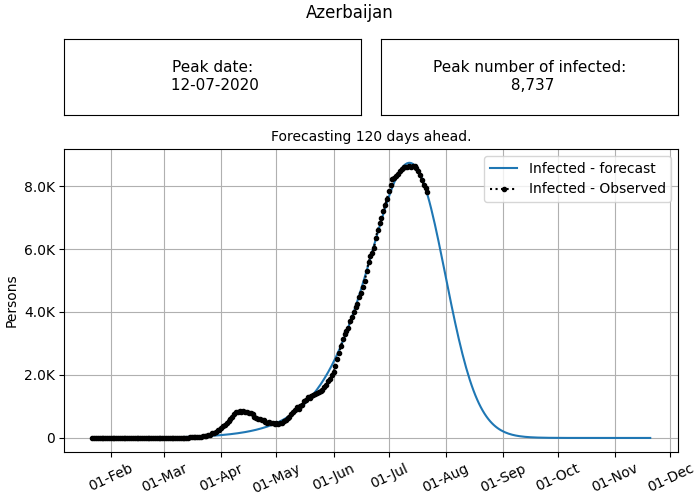 Azerbaijan
Peak date:
12-07-2020
Peak number of infected:
8,737
Forecasting 120 days ahead.
Infected - forecast
Infected - Observed
Persons
8.0K
6.0K
4.0K
2.0K
0
01-Feb
01-Mar
01-Apr
01-May
01-Jun
01-Jul
01-Aug
01-Sep
01-Oct
01-Nov
01-Dec